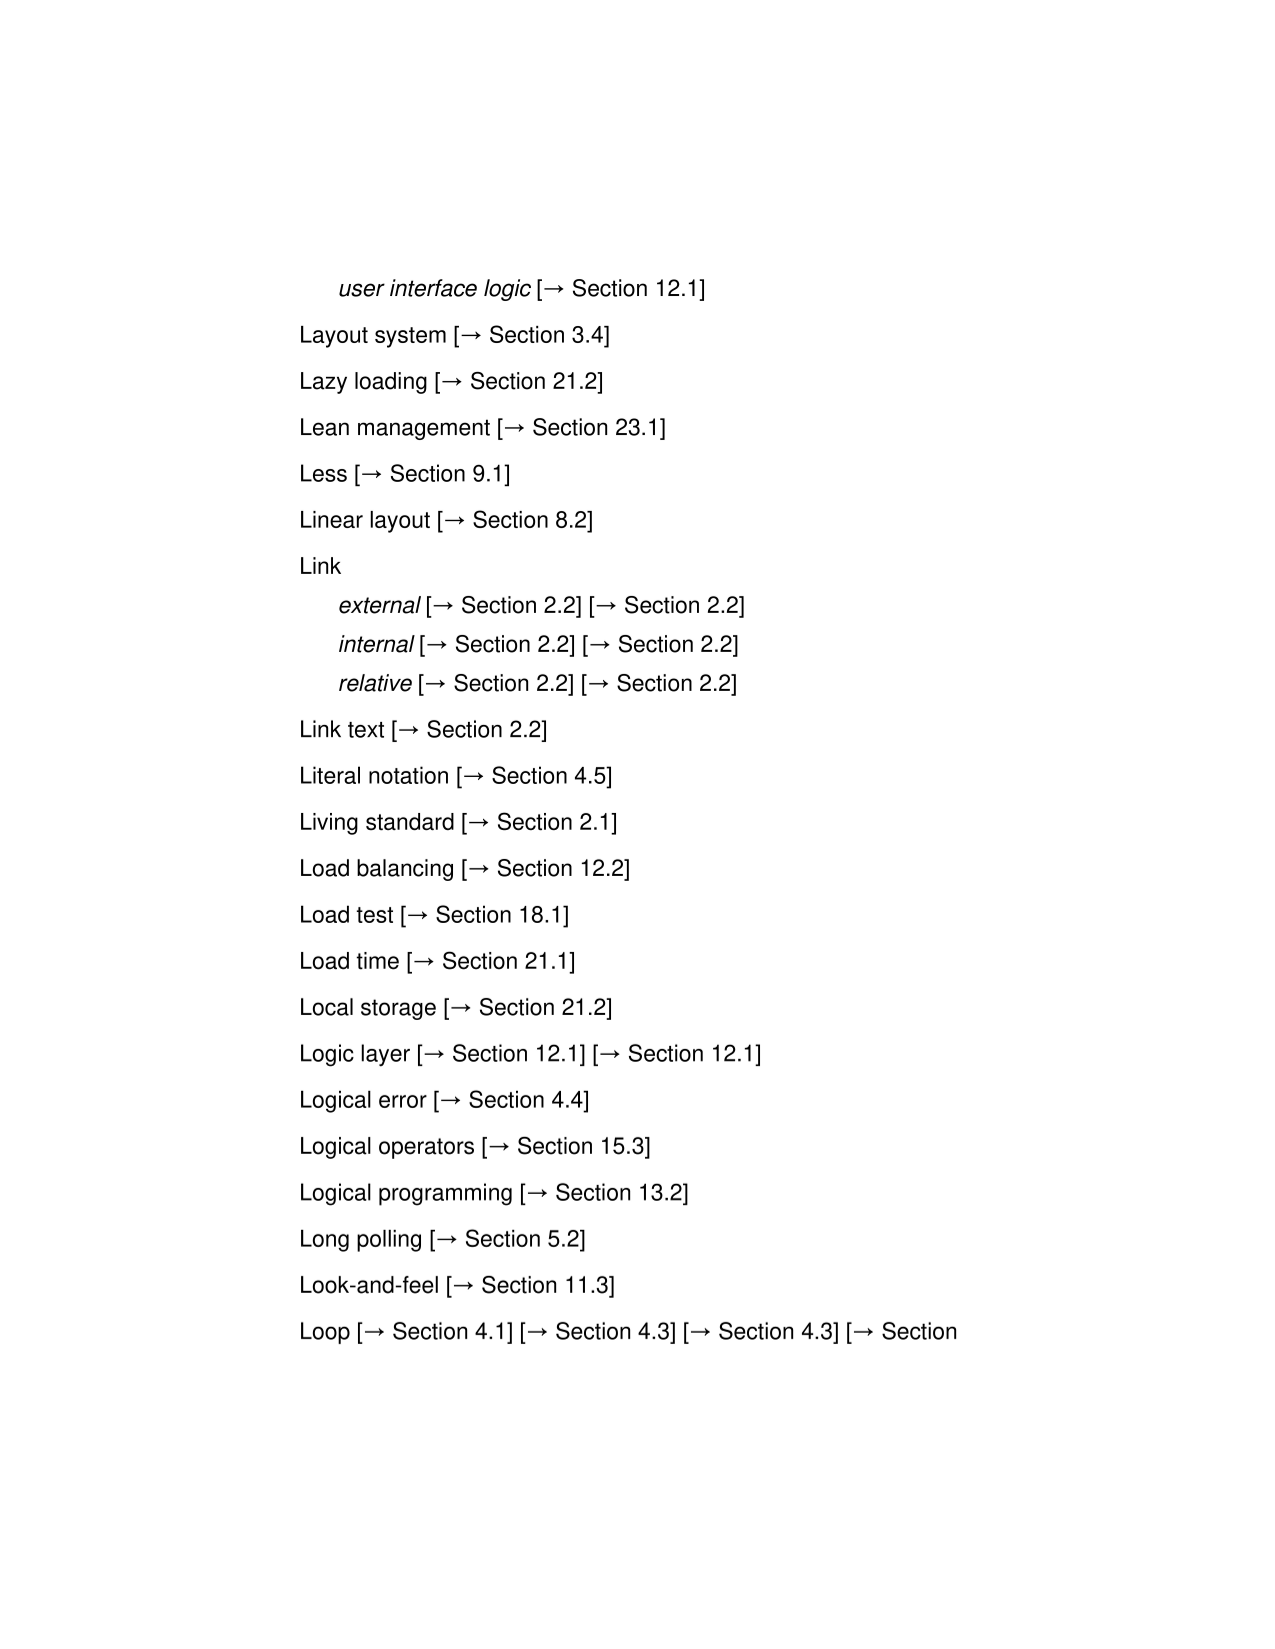 user interface logic [→ Section 12.1]
Layout system [→ Section 3.4]
Lazy loading [→ Section 21.2]
Lean management [→ Section 23.1]
Less [→ Section 9.1]
Linear layout [→ Section 8.2]
Link
external [→ Section 2.2] [→ Section 2.2]
internal [→ Section 2.2] [→ Section 2.2]
relative [→ Section 2.2] [→ Section 2.2]
Link text [→ Section 2.2]
Literal notation [→ Section 4.5]
Living standard [→ Section 2.1]
Load balancing [→ Section 12.2]
Load test [→ Section 18.1]
Load time [→ Section 21.1]
Local storage [→ Section 21.2]
Logic layer [→ Section 12.1] [→ Section 12.1]
Logical error [→ Section 4.4]
Logical operators [→ Section 15.3]
Logical programming [→ Section 13.2]
Long polling [→ Section 5.2]
Look-and-feel [→ Section 11.3]
Loop [→ Section 4.1] [→ Section 4.3] [→ Section 4.3] [→ Section